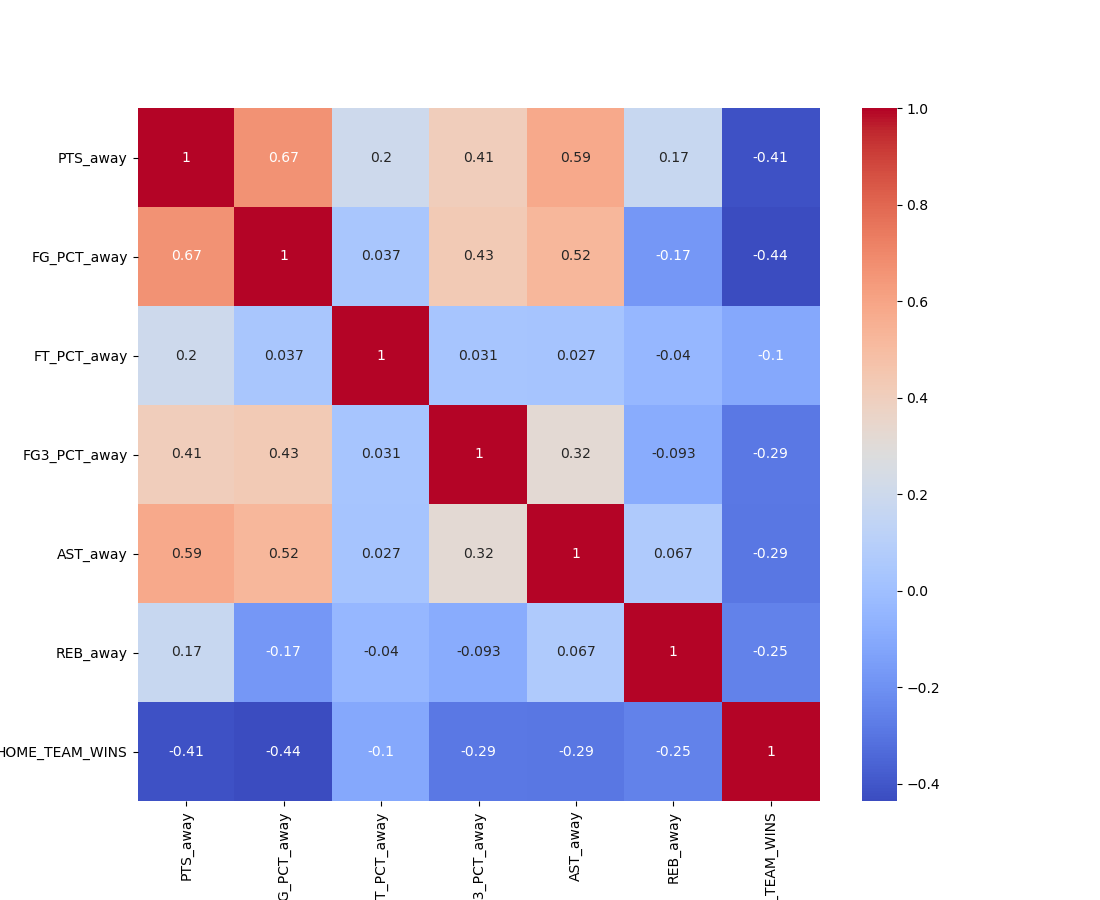 PTS_away 1 0.67 0.2 0.41 0.59 0.17 -0.41
FG_PCT_away 0.67 1 0.037 0.43 0.52 -0.17 -0.44
FT_PCT_away 0.2 0.037 1 0.031 0.027 -0.04 -0.1
FG3_PCT_away 0.41 0.43 0.031 1 0.32 -0.093 -0.29
AST_away 0.59 0.52 0.027 0.32 1 0.067 -0.29
REB_away 0.17 -0.17 -0.04 -0.093 0.067 1 -0.25
HOME_TEAM_WINS -0.41 -0.44 -0.1 -0.29 -0.29 -0.25 1
PTS_away
G_PCT_away
T_PCT_away
3_PCT_away
AST_away
REB_away
_TEAM_WINS
1.0
0.8
0.6
0.4
0.2
0.0
−0.2
−0.4